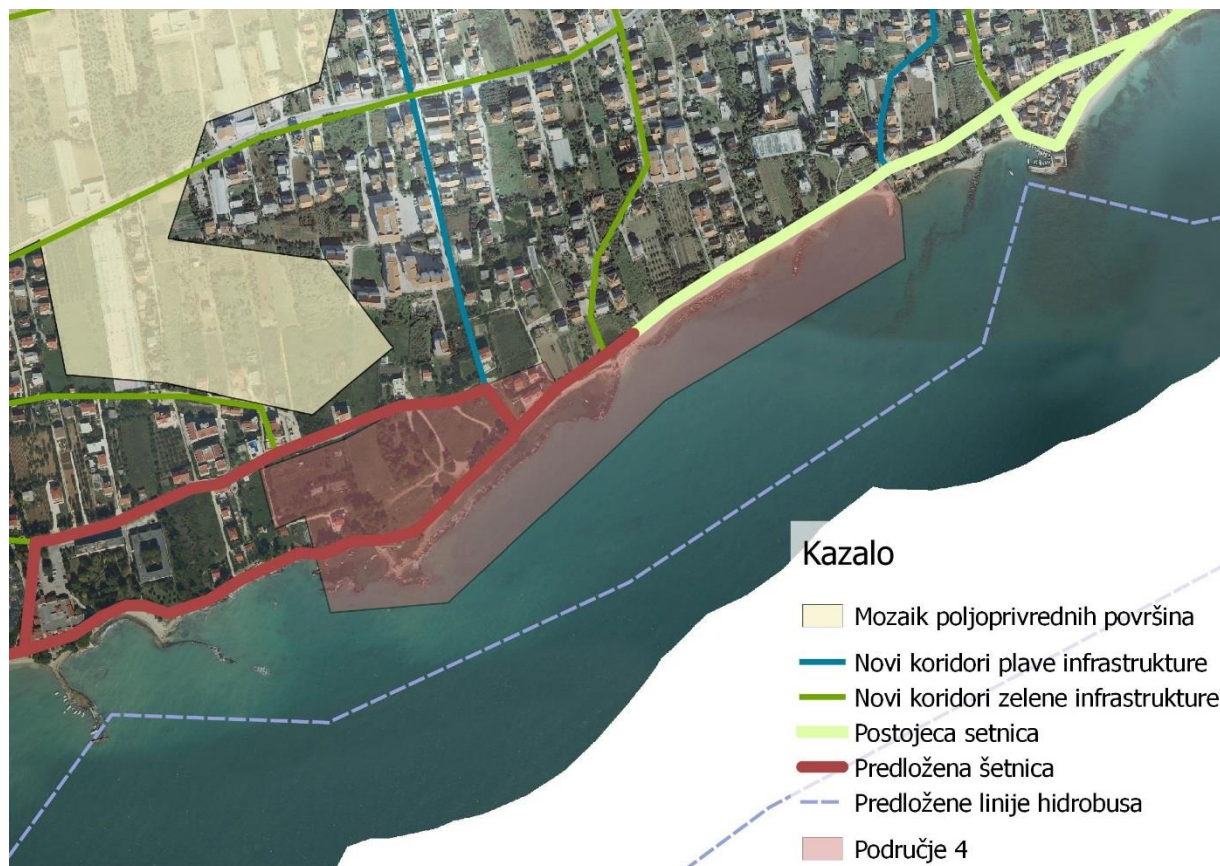 Kazalo
Mozaik poljoprivrednih površina
Novi koridori plave infrastrukture
Novi koridori zelene infrastrukture
Postojeca setnica
Predložena šetnica
Predložene linije hidrobusa
Područje 4